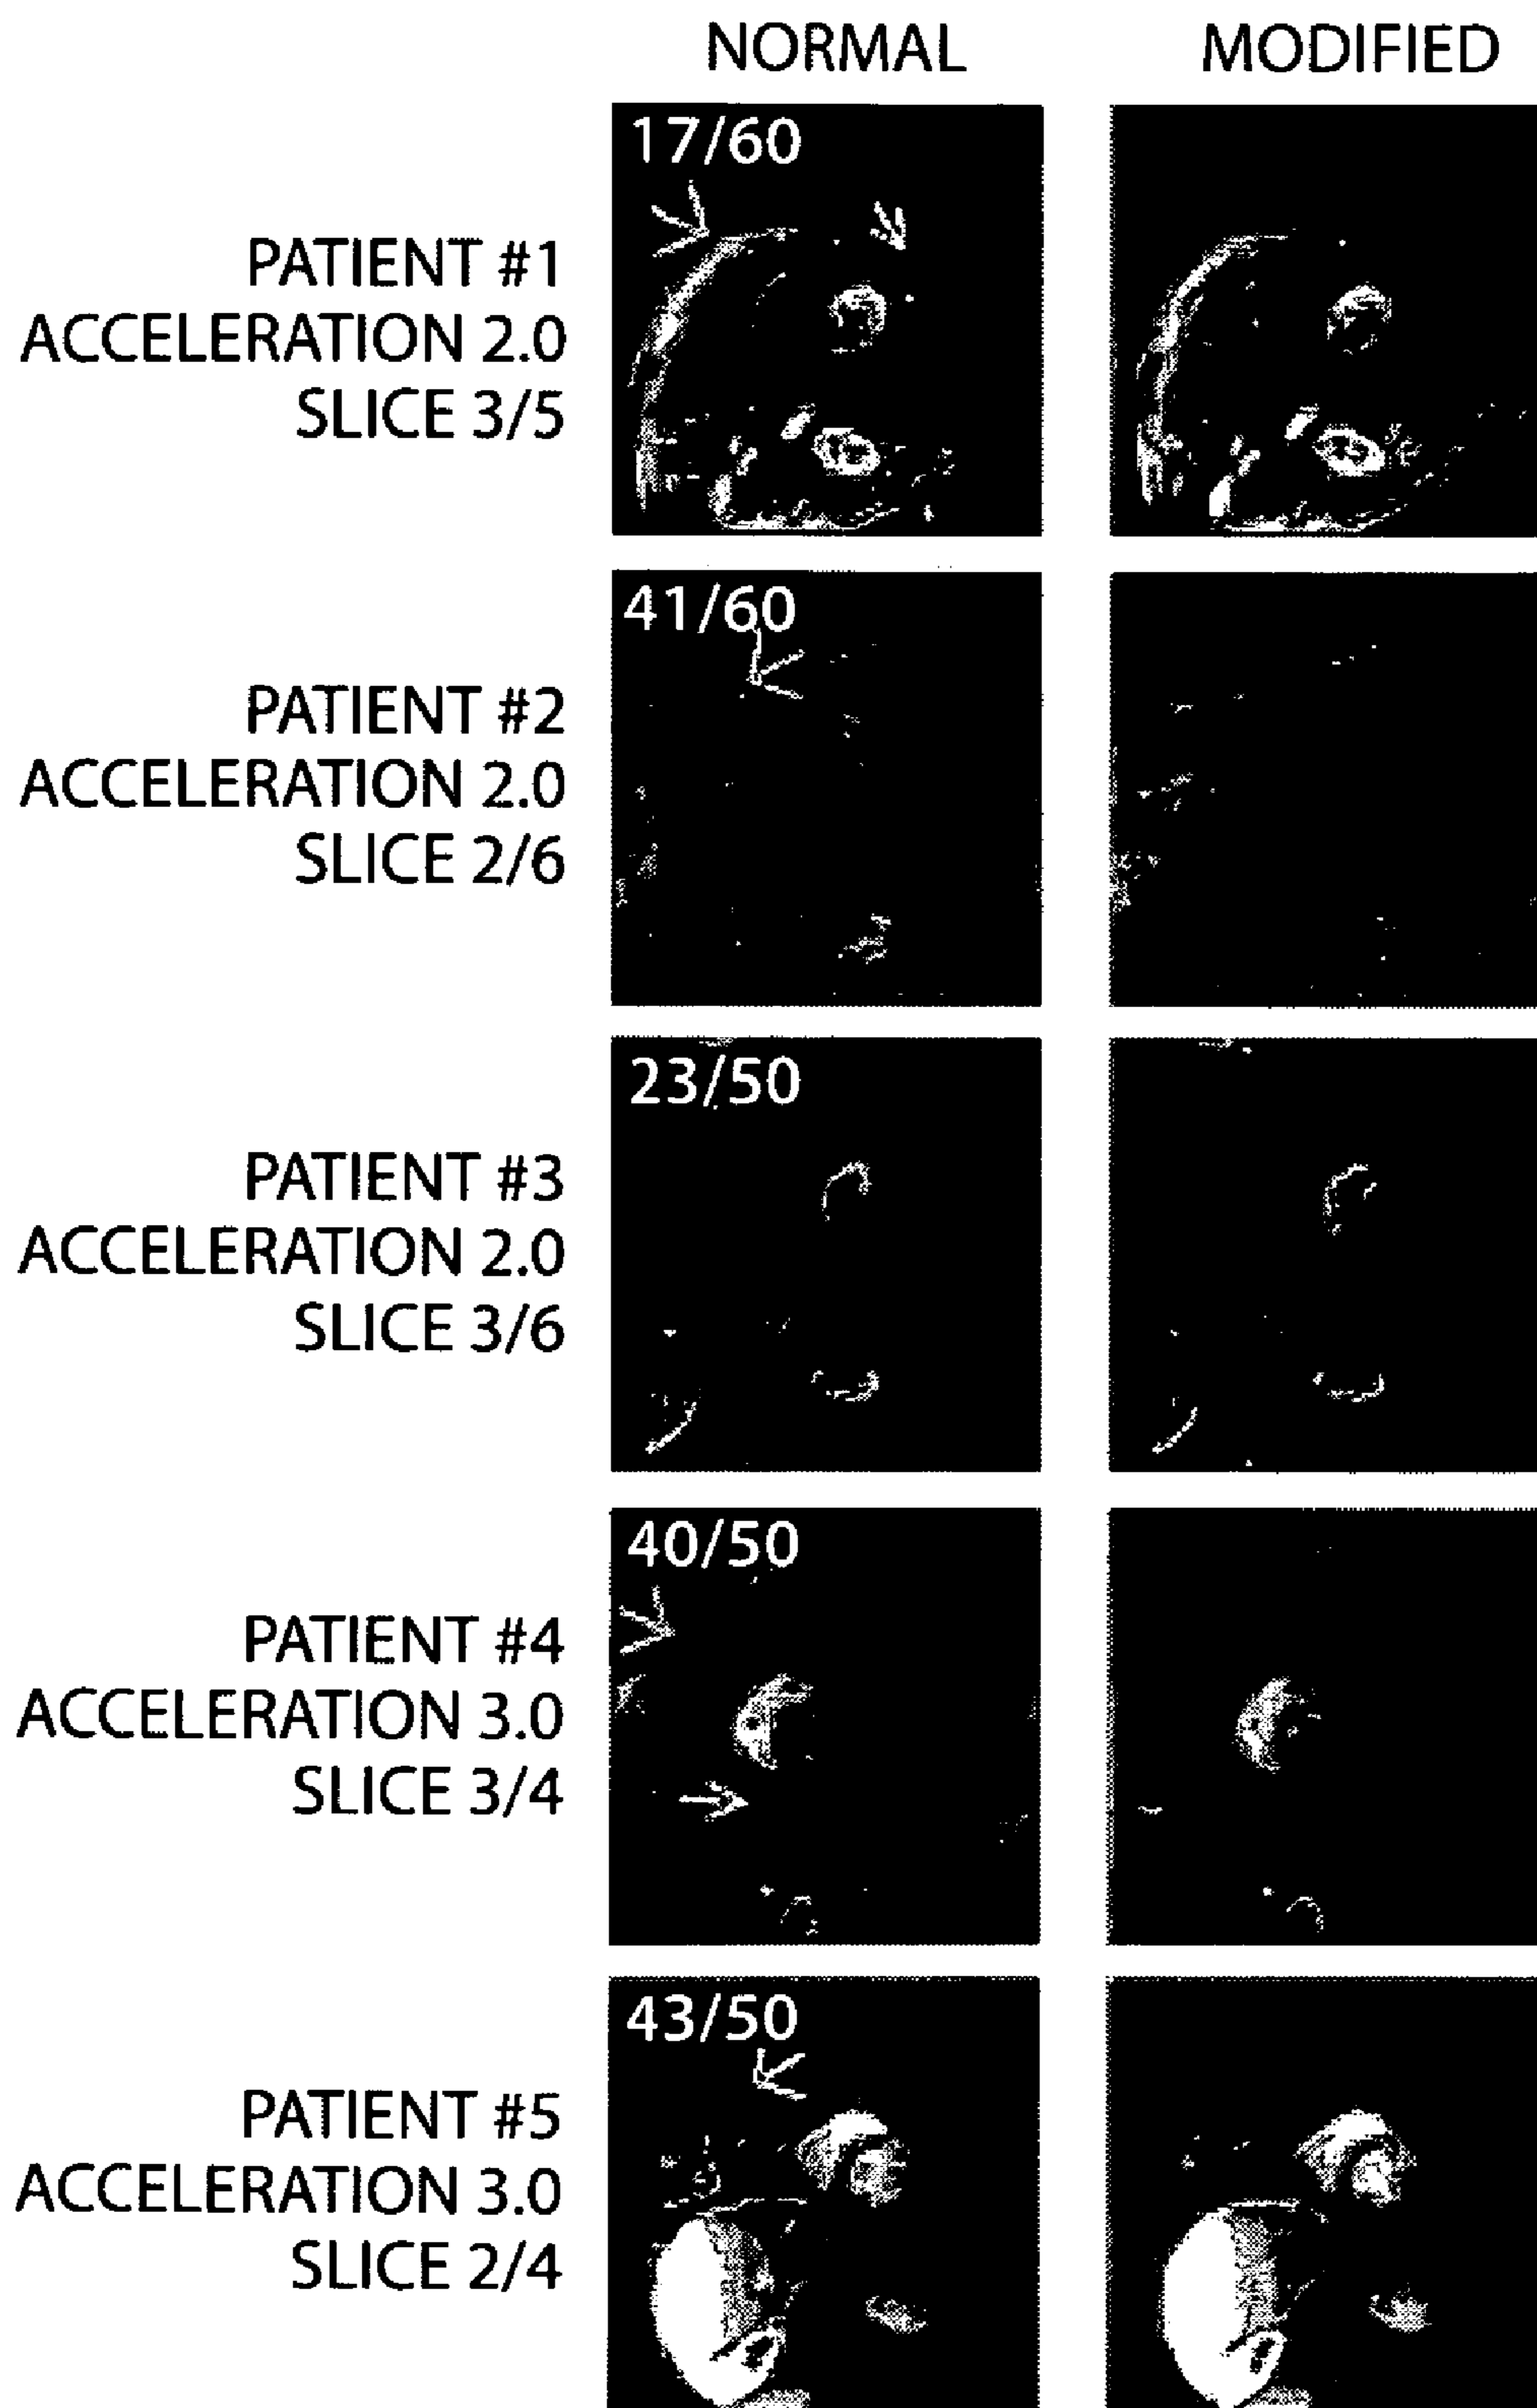 NORMAL MODIFIED
17/60
PATIENT #1
ACCELERATION 2.0
SLICE 3/5
41/60
PATIENT #2
ACCELERATION 2.0
SLICE 2/6
23/50
PATIENT #3
ACCELERATION 2.0
SLICE 3/6
40/50
PATIENT #4
ACCELERATION 3.0
SLICE 3/4
43/50
PATIENT #5
ACCELERATION 3.0
SLICE 2/4